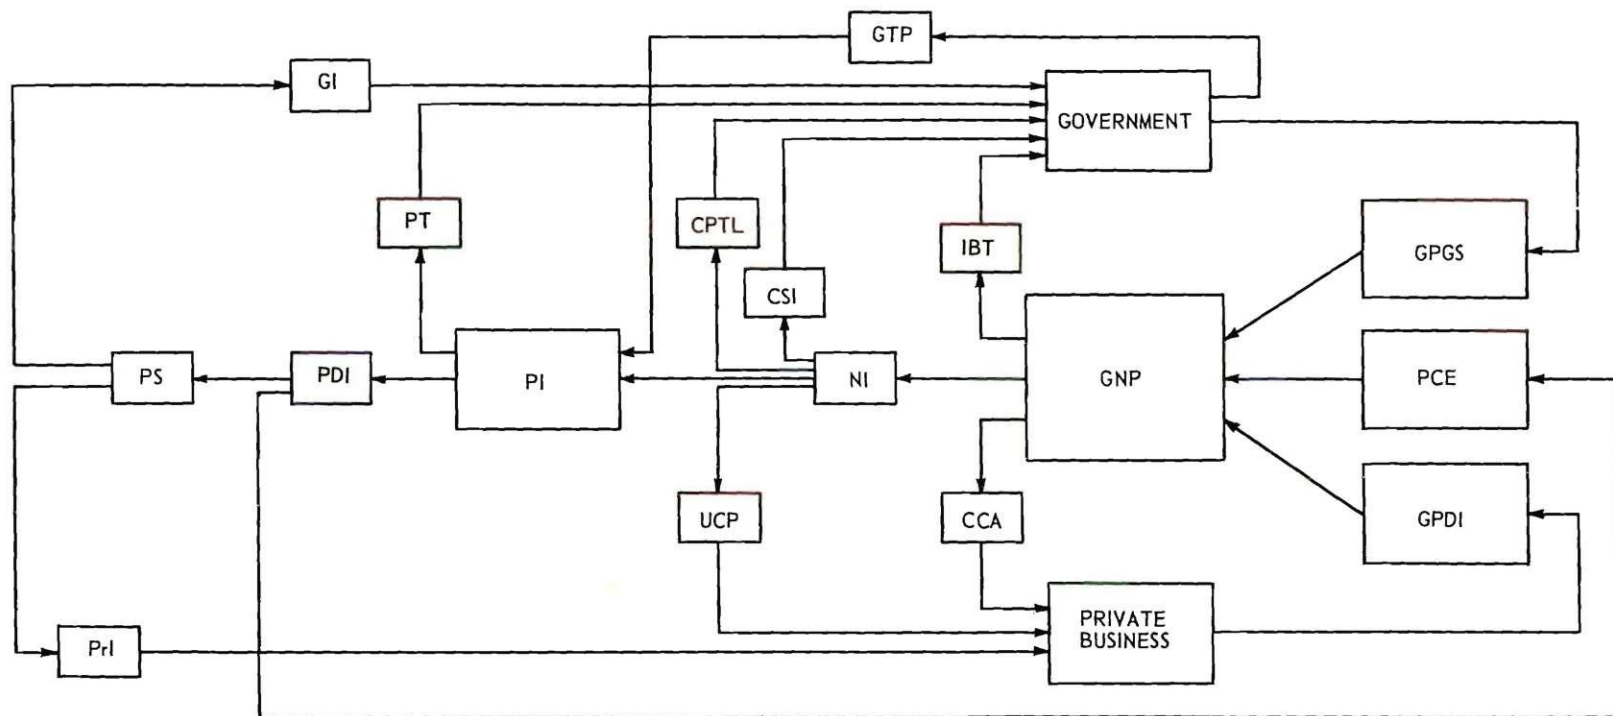 GTP
GI
GOVERNMENT
PT
CPTL
IBT
GPGS
CSI
PS
PDI
PI
NI
GNP
PCE
UCP
CCA
GPDI
PrI
PRIVATE
BUSINESS